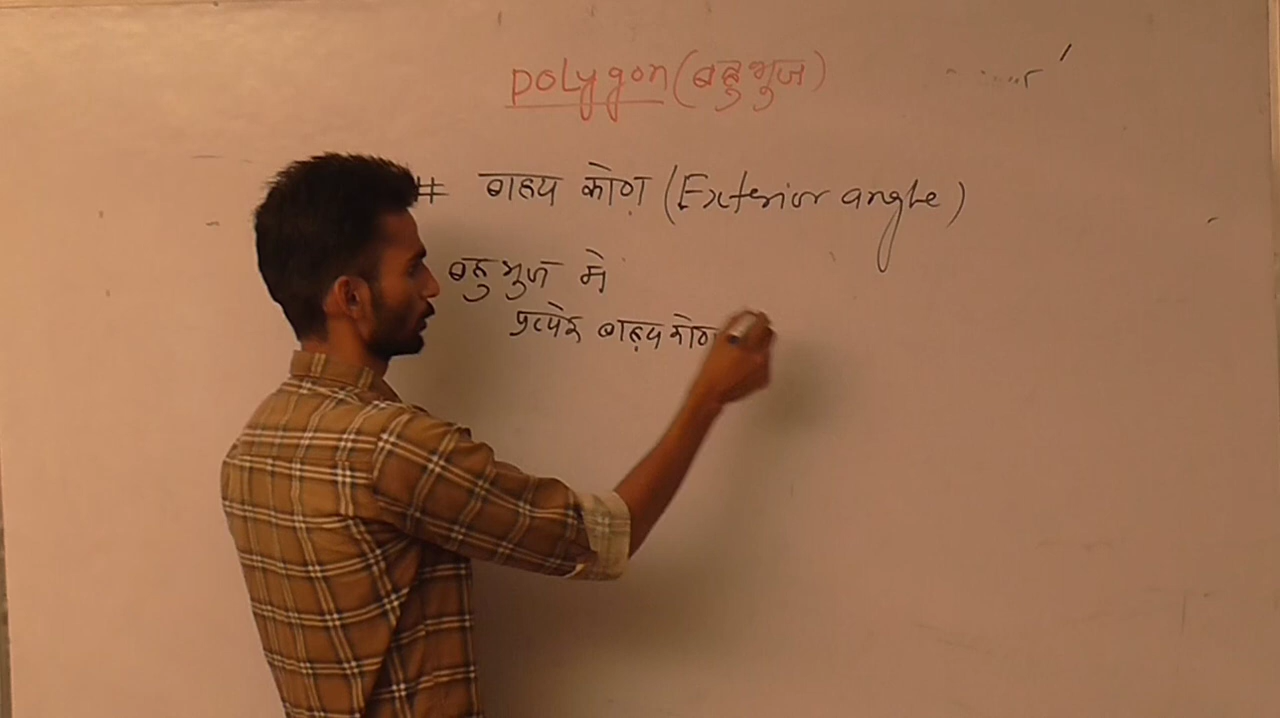 polygon (बहुभुज)
# बाह्य कोण (Exterior angle)
बहुभुज मे
प्रत्येक बाह्य कोण